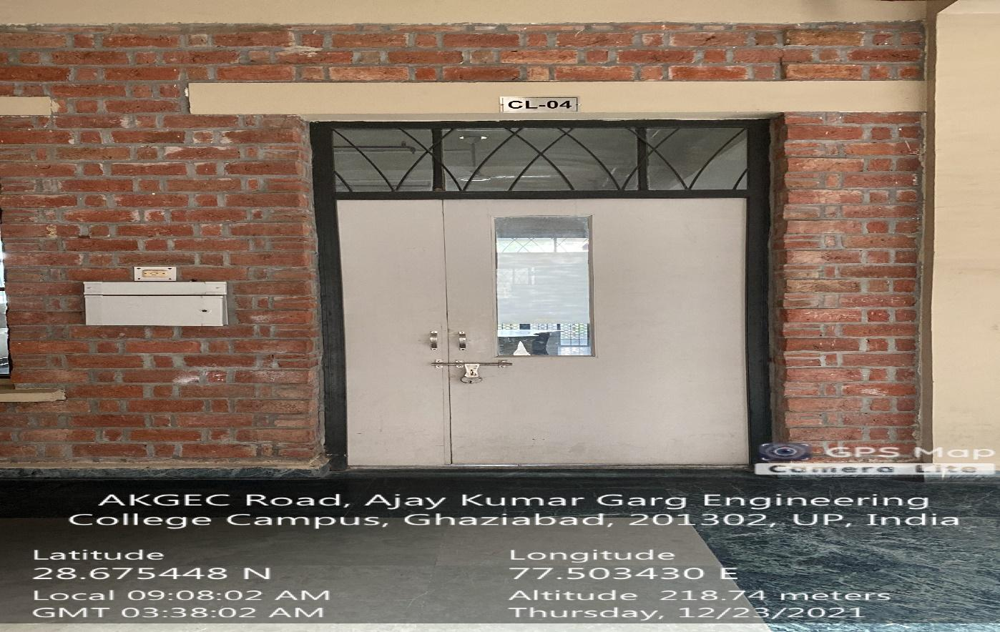 CL-04
GPS Map
Camera Lite
AKGEC Road, Ajay Kumar Garg Engineering
College Campus, Ghaziabad, 201302, UP, India
Latitude
28.675448 N
Longitude
77.503430 E
Local 09:08:02 AM
GMT 03:38:02 AM
Altitude 218.74 meters
Thursday, 12/23/2021